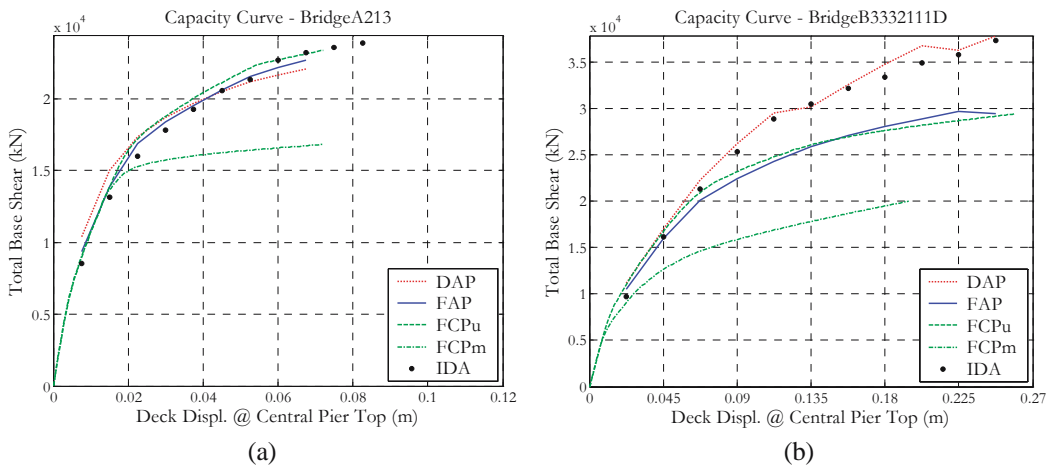 Capacity Curve - BridgeA213
x 10⁴
Total Base Shear (kN)
2
1.5
1
0.5
0
0 0.02 0.04 0.06 0.08 0.1 0.12
Deck Displ. @ Central Pier Top (m)
DAP
FAP
FCPu
FCPm
IDA
(a)
Capacity Curve - BridgeB3332111D
x 10⁴
Total Base Shear (kN)
3.5
3
2.5
2
1.5
1
0.5
0
0 0.045 0.09 0.135 0.18 0.225 0.27
Deck Displ. @ Central Pier Top (m)
DAP
FAP
FCPu
FCPm
IDA
(b)